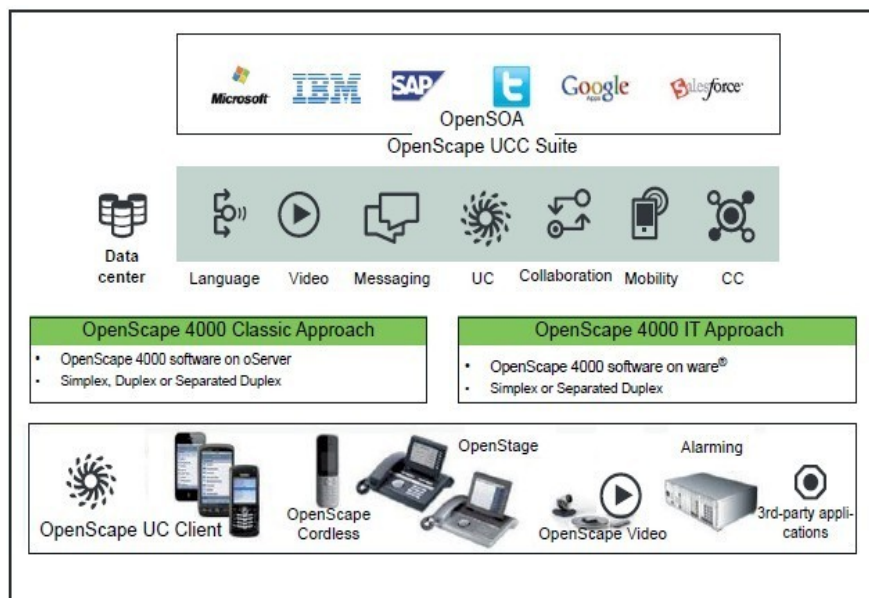 Microsoft IBM SAP Google Salesforce
Apps
OpenSOA
OpenScape UCC Suite
Data
center
Language Video Messaging UC Collaboration Mobility CC
OpenScape 4000 Classic Approach
• OpenScape 4000 software on oServer
• Simplex, Duplex or Separated Duplex
OpenScape 4000 IT Approach
• OpenScape 4000 software on ware®
• Simplex or Separated Duplex
OpenScape UC Client
OpenScape
Cordless
OpenStage
OpenScape Video
Alarming
3rd-party appli-
cations